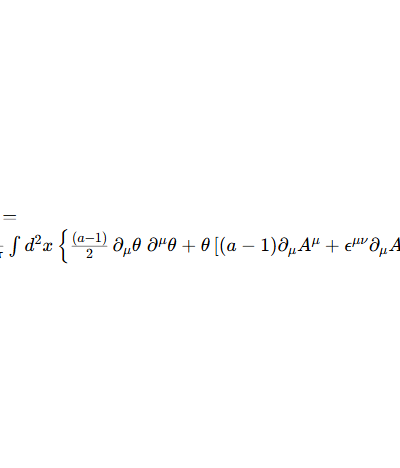 =
∫ d²x { (a−1)/2 ∂_μθ ∂^μθ + θ [(a − 1)∂_μA^μ + ϵ^{μν}∂_μA